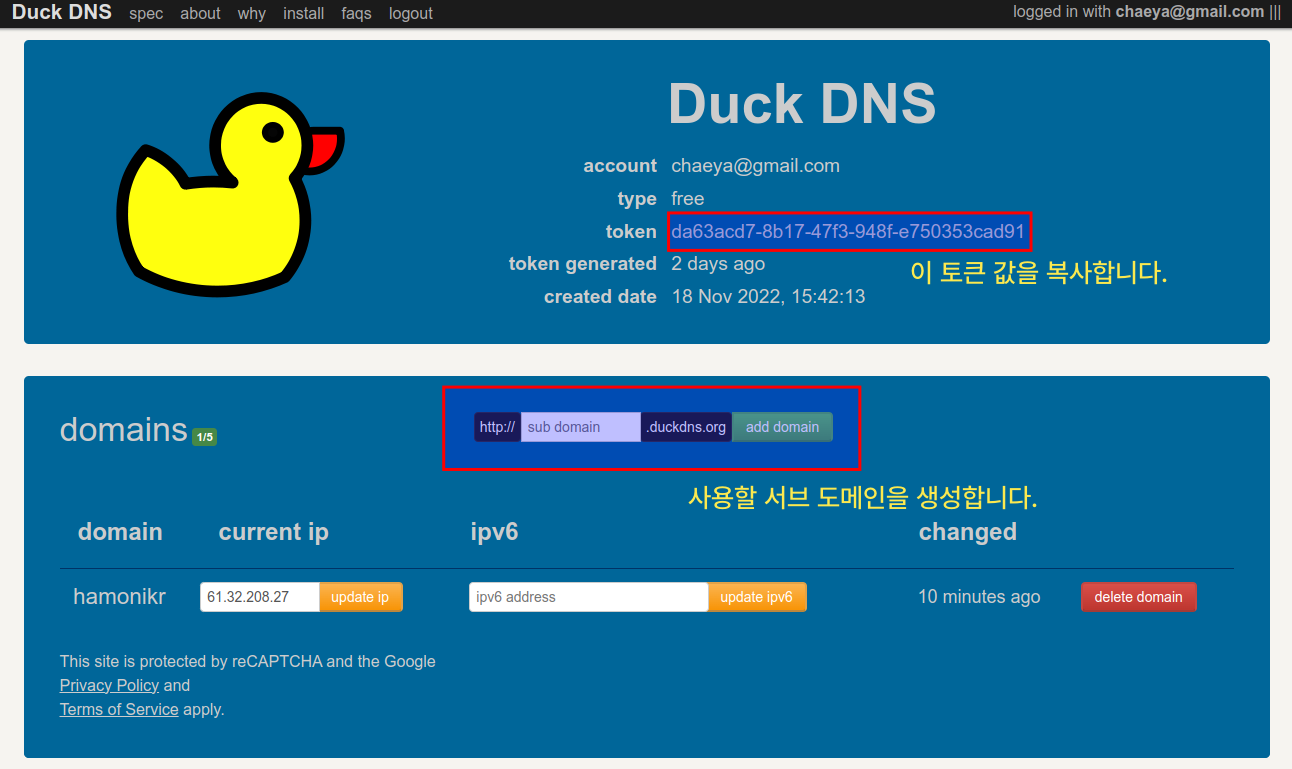 Duck DNS spec about why install faqs logout logged in with chaeya@gmail.com |||
Duck DNS
account chaeya@gmail.com
type free
token da63acd7-8b17-47f3-948f-e750353cad91
token generated 2 days ago
이 토큰 값을 복사합니다.
created date 18 Nov 2022, 15:42:13
domains 1/5 http:// sub domain .duckdns.org add domain
사용할 서브 도메인을 생성합니다.
domain current ip ipv6 changed
hamonikr 61.32.208.27 update ip ipv6 address update ipv6 10 minutes ago delete domain
This site is protected by reCAPTCHA and the Google
Privacy Policy and
Terms of Service apply.